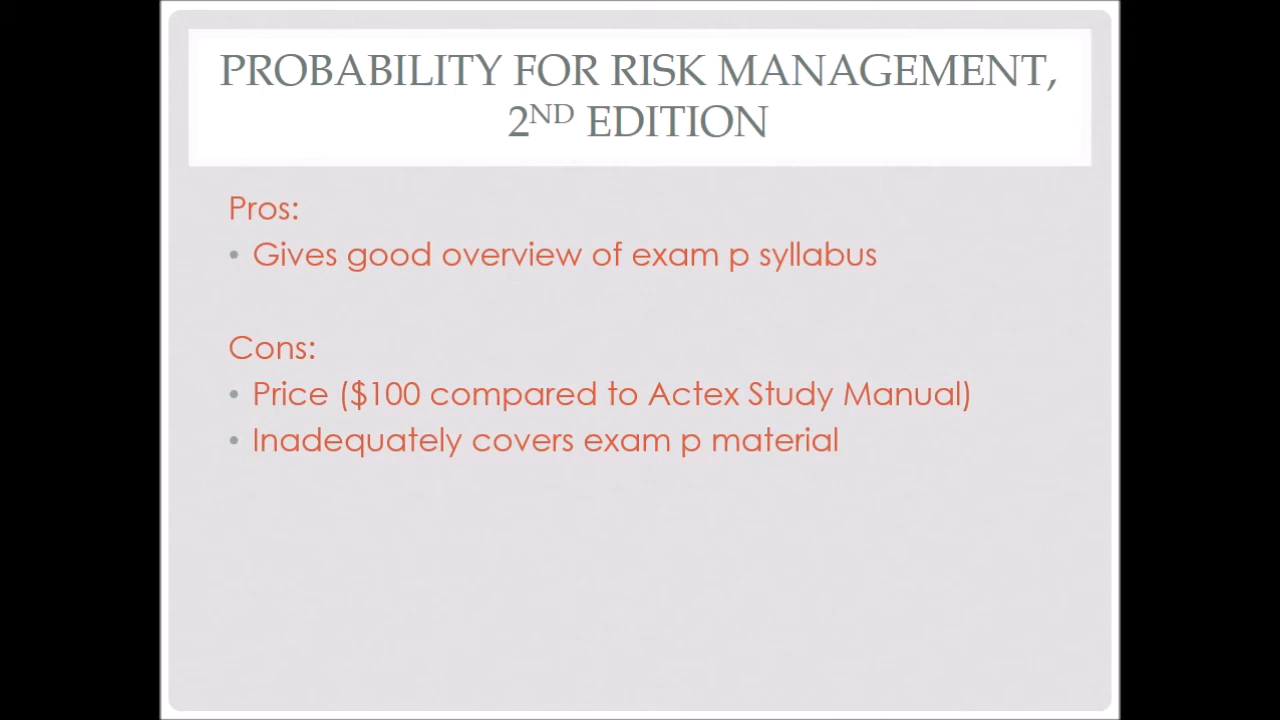 PROBABILITY FOR RISK MANAGEMENT,
2ND EDITION
Pros:
• Gives good overview of exam p syllabus
Cons:
• Price ($100 compared to Actex Study Manual)
• Inadequately covers exam p material